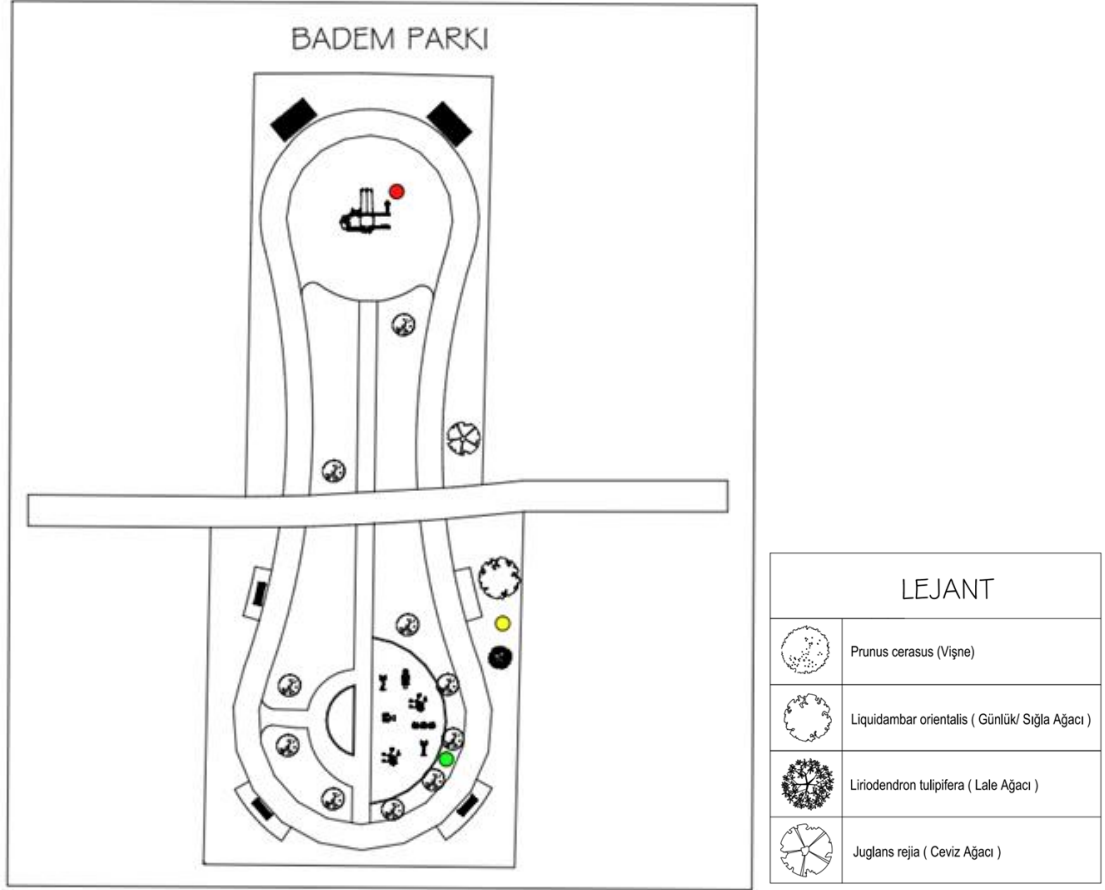 BADEM PARKI
LEJANT
Prunus cerasus (Vişne)
Liquidambar orientalis ( Günlük/ Sığla Ağacı )
Liriodendron tulipifera ( Lale Ağacı )
Juglans rejia ( Ceviz Ağacı )